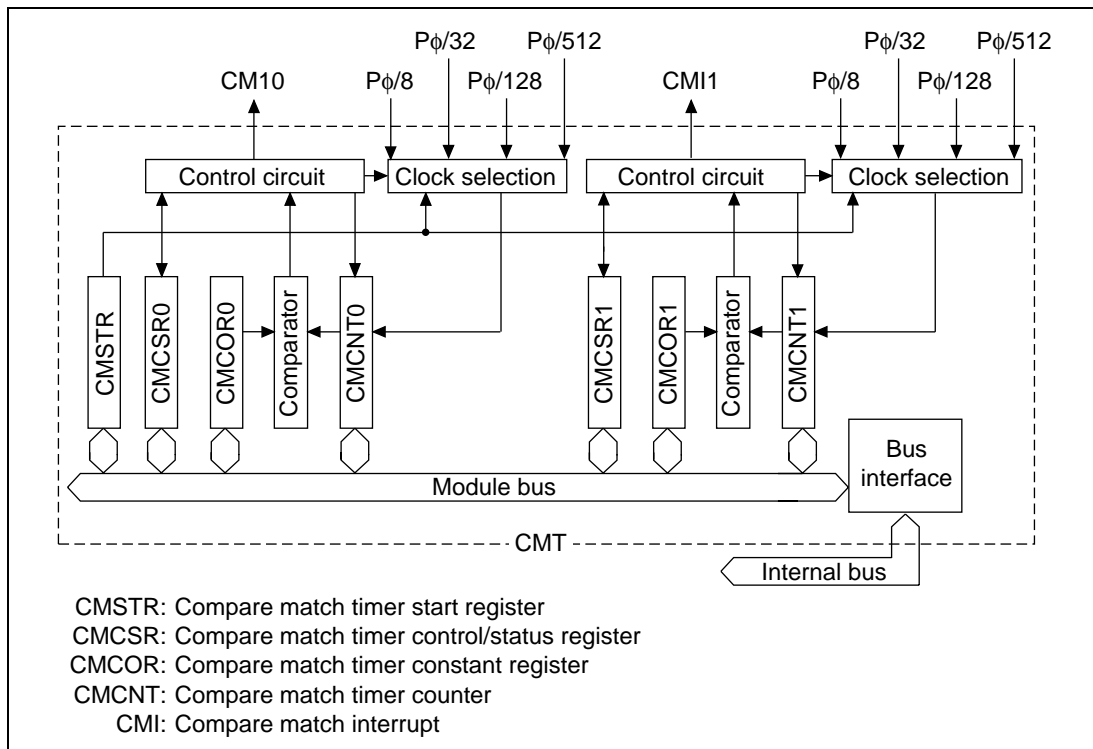 Pϕ/32 Pϕ/512 Pϕ/32 Pϕ/512
CM10 Pϕ/8 Pϕ/128 CMI1 Pϕ/8 Pϕ/128
Control circuit Clock selection Control circuit Clock selection
CMSTR
CMCSR0
CMCOR0
Comparator
CMCNT0
CMCSR1
CMCOR1
Comparator
CMCNT1
Bus
interface
Module bus
CMT
Internal bus
CMSTR: Compare match timer start register
CMCSR: Compare match timer control/status register
CMCOR: Compare match timer constant register
CMCNT: Compare match timer counter
CMI: Compare match interrupt